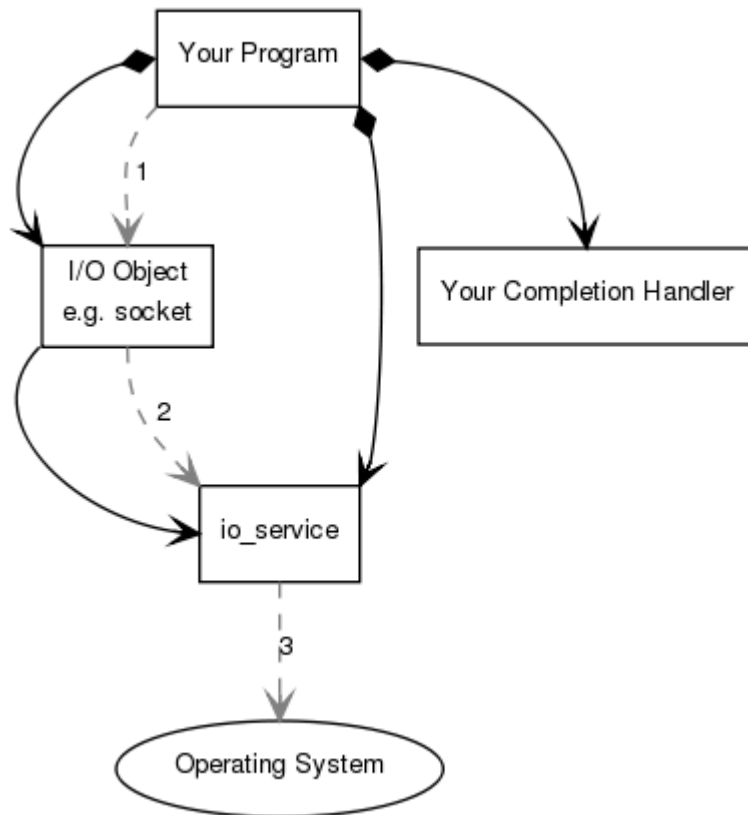 Your Program
1
I/O Object
e.g. socket
Your Completion Handler
2
io_service
3
Operating System